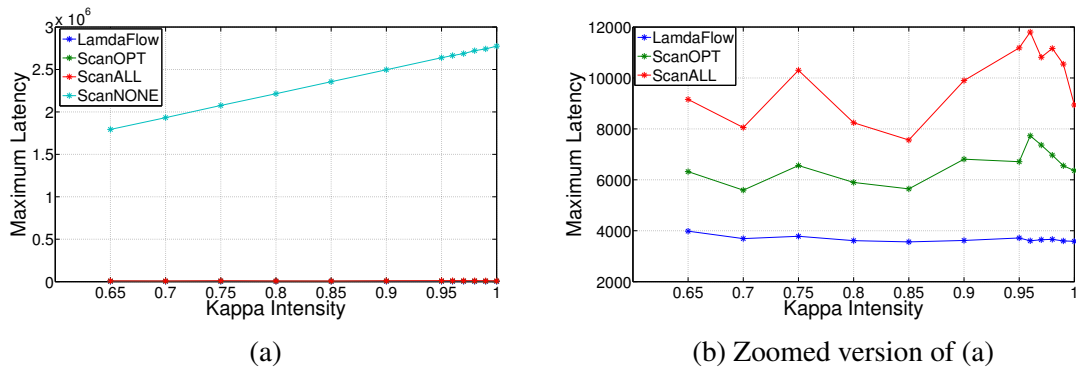 3 x 10^6
2.5
2
1.5
1
0.5
0
Maximum Latency
LamdaFlow
ScanOPT
ScanALL
ScanNONE
0.65 0.7 0.75 0.8 0.85 0.9 0.95 1
Kappa Intensity
(a)
12000
10000
8000
6000
4000
2000
Maximum Latency
LamdaFlow
ScanOPT
ScanALL
0.65 0.7 0.75 0.8 0.85 0.9 0.95 1
Kappa Intensity
(b) Zoomed version of (a)